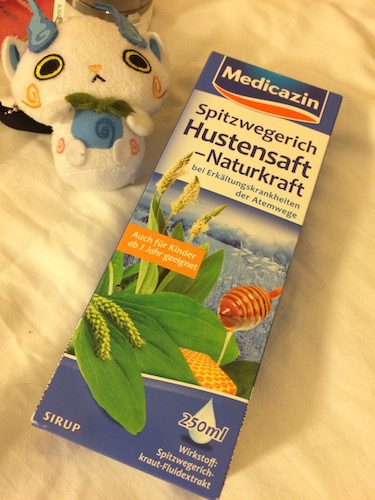 Medicazin
Spitzwegerich
Hustensaft
–Naturkraft
bei Erkältungskrankheiten
der Atemwege
Auch für Kinder
ab 1 Jahr geeignet
250ml
SIRUP
Wirkstoff:
Spitzwegerich-
kraut-Fluidextrakt